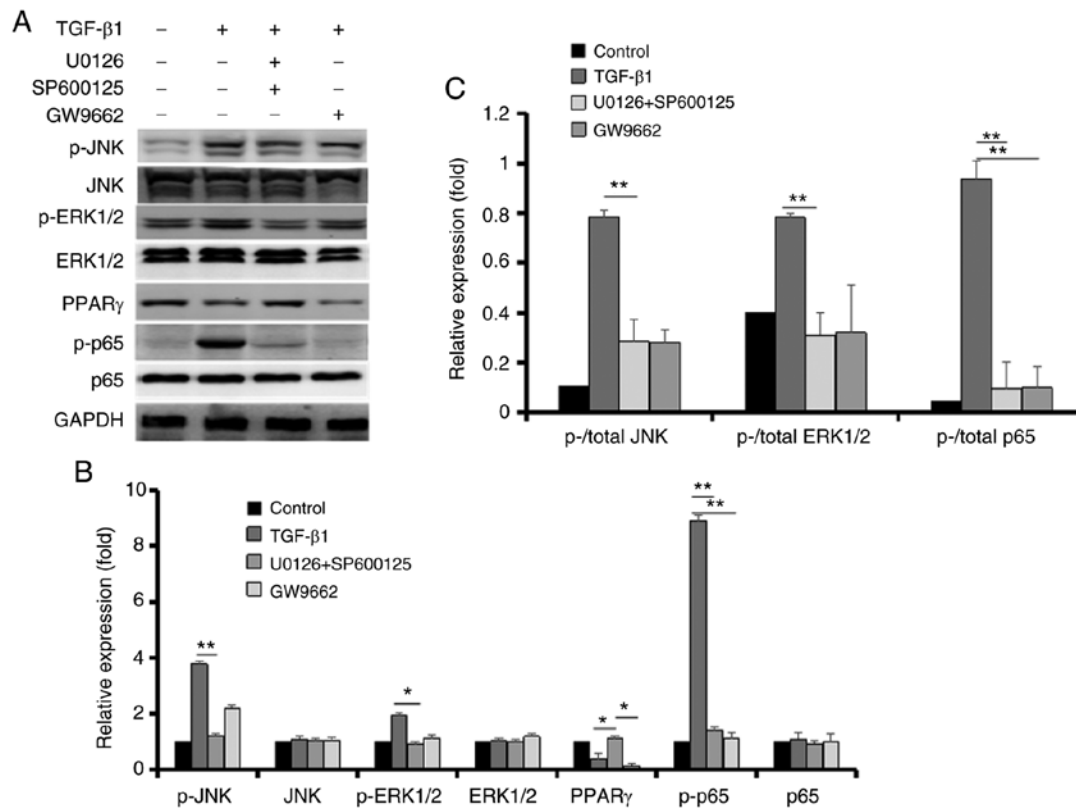 A
TGF-β1 – + + +
U0126 – – + –
SP600125 – – + –
GW9662 – – – +
p-JNK
JNK
p-ERK1/2
ERK1/2
PPARγ
p-p65
p65
GAPDH
C
Control
TGF-β1
U0126+SP600125
GW9662
Relative expression (fold)
1.2
1
0.8
0.6
0.4
0.2
0
**
**
**
**
p-/total JNK p-/total ERK1/2 p-/total p65
B
Control
TGF-β1
U0126+SP600125
GW9662
Relative expression (fold)
10
8
6
4
2
0
**
*
*
*
**
**
p-JNK JNK p-ERK1/2 ERK1/2 PPARγ p-p65 p65